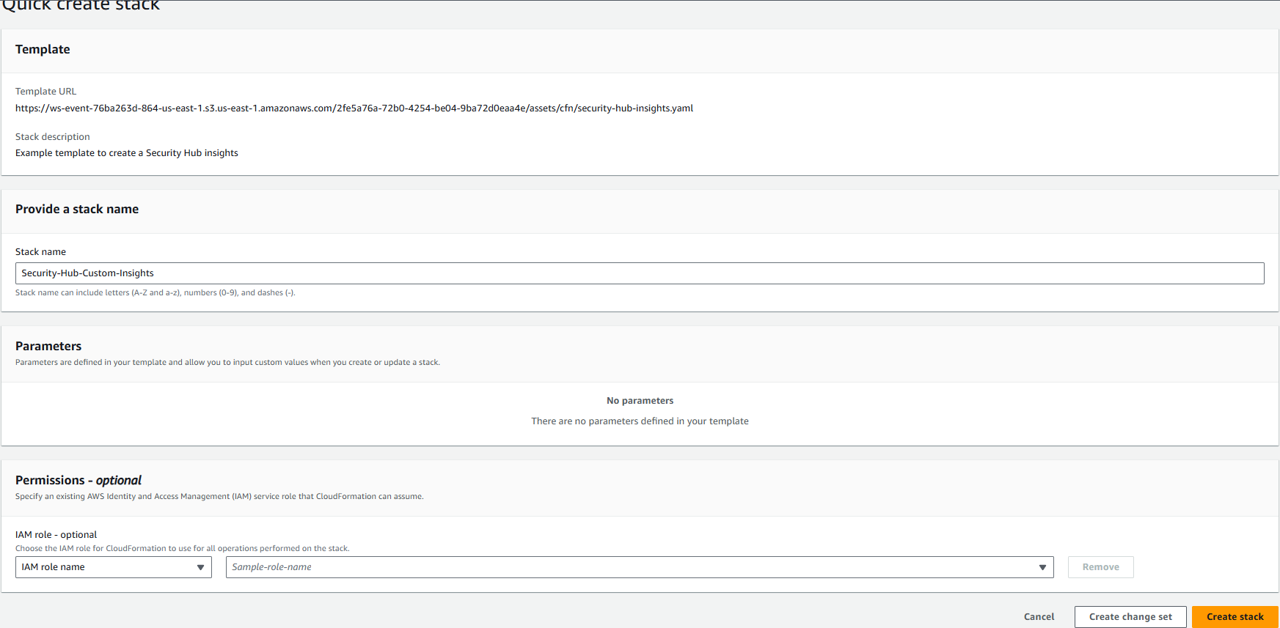 Quick create stack
Template
Template URL
https://ws-event-76ba263d-864-us-east-1.s3.us-east-1.amazonaws.com/2fe5a76a-72b0-4254-be04-9ba72d0eaa4e/assets/cfn/security-hub-insights.yaml
Stack description
Example template to create a Security Hub insights
Provide a stack name
Stack name
Security-Hub-Custom-Insights
Stack name can include letters (A-Z and a-z), numbers (0-9), and dashes (-).
Parameters
Parameters are defined in your template and allow you to input custom values when you create or update a stack.
No parameters
There are no parameters defined in your template
Permissions - optional
Specify an existing AWS Identity and Access Management (IAM) service role that CloudFormation can assume.
IAM role - optional
Choose the IAM role for CloudFormation to use for all operations performed on the stack.
IAM role name Sample-role-name Remove
Cancel Create change set Create stack